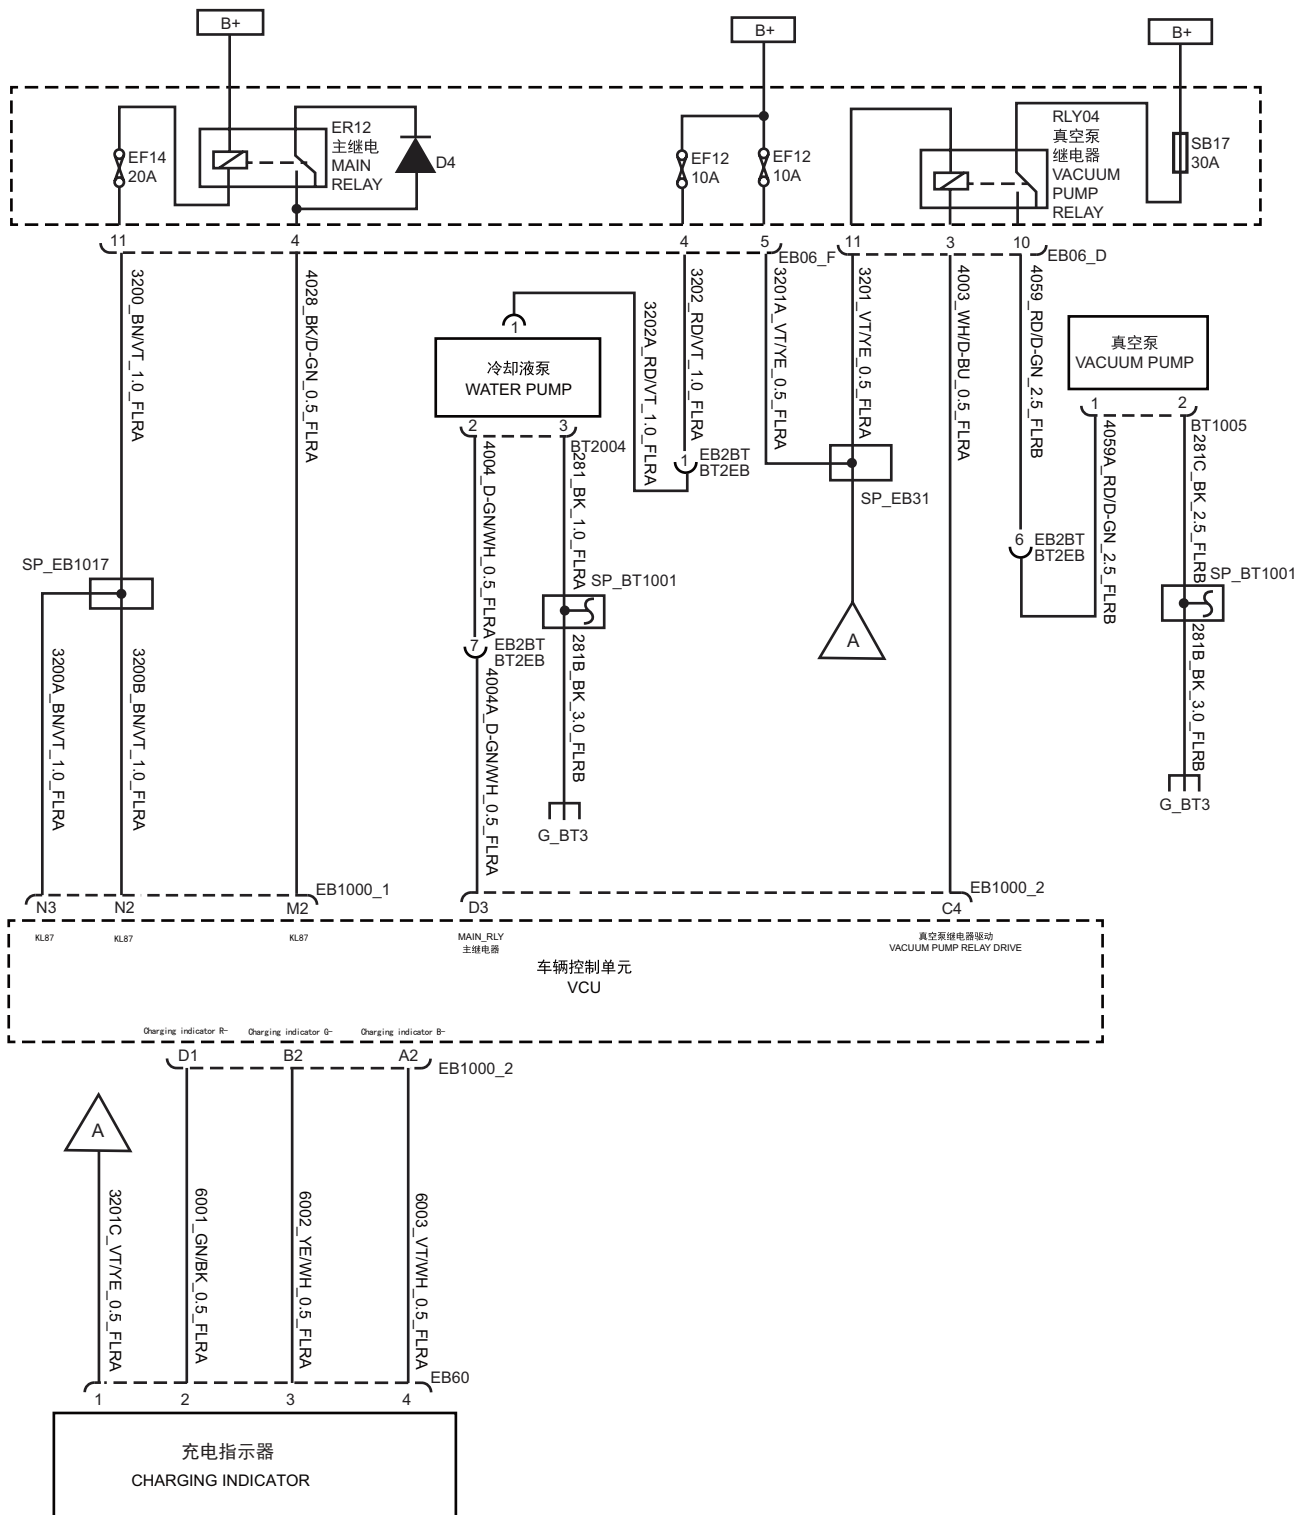 B+
B+
B+
ER12
主继电
MAIN
RELAY
EF14
20A
D4
EF12
10A
EF12
10A
RLY04
真空泵
继电器
VACUUM
PUMP
RELAY
SB17
30A
11
4
4
5
EB06_F
11
3
10
EB06_D
3200_BN/VT_1.0_FLRA
4028_BK/D-GN_0.5_FLRA
3202A_RD/VT_1.0_FLRA
3202_RD/VT_1.0_FLRA
3201A_VT/YE_0.5_FLRA
3201_VT/YE_0.5_FLRA
4003_WH/D-BU_0.5_FLRA
4059_RD/D-GN_2.5_FLRB
1
冷却液泵
WATER PUMP
真空泵
VACUUM PUMP
2
3
BT2004
1
2
BT1005
4004_D-GN/WH_0.5_FLRA
281_BK_1.0_FLRA
1
EB2BT
BT2EB
SP_EB31
4059A_RD/D-GN_2.5_FLRB
281C_BK_2.5_FLRB
6
EB2BT
BT2EB
SP_EB1017
SP_BT1001
SP_BT1001
A
7
EB2BT
BT2EB
3200A_BN/VT_1.0_FLRA
3200B_BN/VT_1.0_FLRA
4004A_D-GN/WH_0.5_FLRA
281B_BK_3.0_FLRB
281B_BK_3.0_FLRB
G_BT3
G_BT3
N3
N2
M2
EB1000_1
D3
C4
EB1000_2
KL87
KL87
KL87
MAIN_RLY
主继电器
真空泵继电器驱动
VACUUM PUMP RELAY DRIVE
车辆控制单元
VCU
Charging indicator R-
Charging indicator G-
Charging indicator B-
D1
B2
A2
EB1000_2
A
3201C_VT/YE_0.5_FLRA
6001_GN/BK_0.5_FLRA
6002_YE/WH_0.5_FLRA
6003_VT/WH_0.5_FLRA
EB60
1
2
3
4
充电指示器
CHARGING INDICATOR